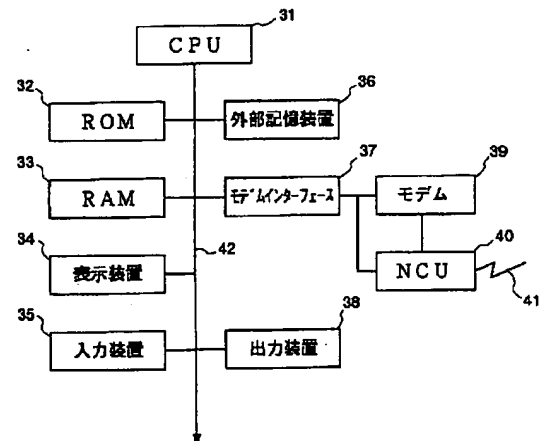 31
CPU
32
ROM
36
外部記憶装置
33
RAM
37
モデムインターフェース
39
モデム
34
表示装置
42
40
NCU
41
35
入力装置
38
出力装置